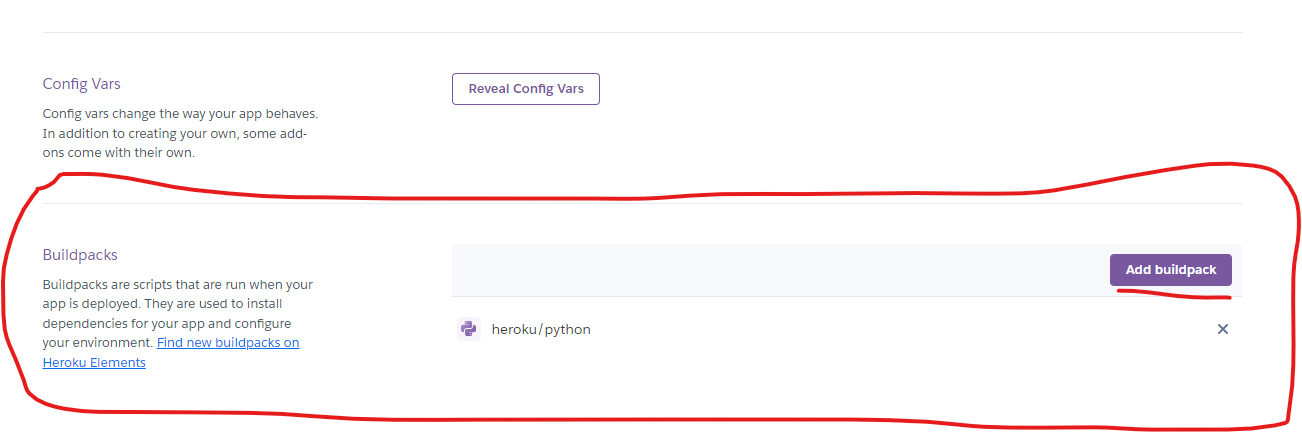 Config Vars
Reveal Config Vars
Config vars change the way your app behaves.
In addition to creating your own, some add-
ons come with their own.
Buildpacks
Add buildpack
Buildpacks are scripts that are run when your
app is deployed. They are used to install
dependencies for your app and configure
your environment. Find new buildpacks on
Heroku Elements
heroku/python